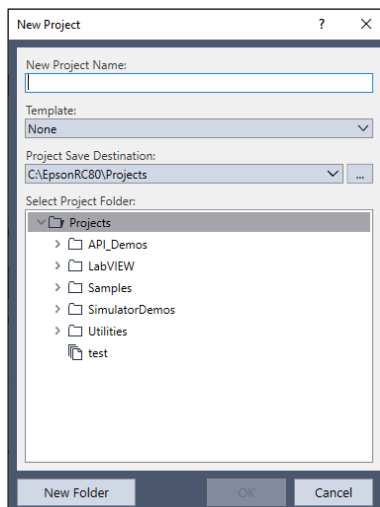 New Project
?
New Project Name:
Template:
None
Project Save Destination:
C:\EpsonRC80\Projects
...
Select Project Folder:
Projects
API_Demos
LabVIEW
Samples
SimulatorDemos
Utilities
test
New Folder
OK
Cancel